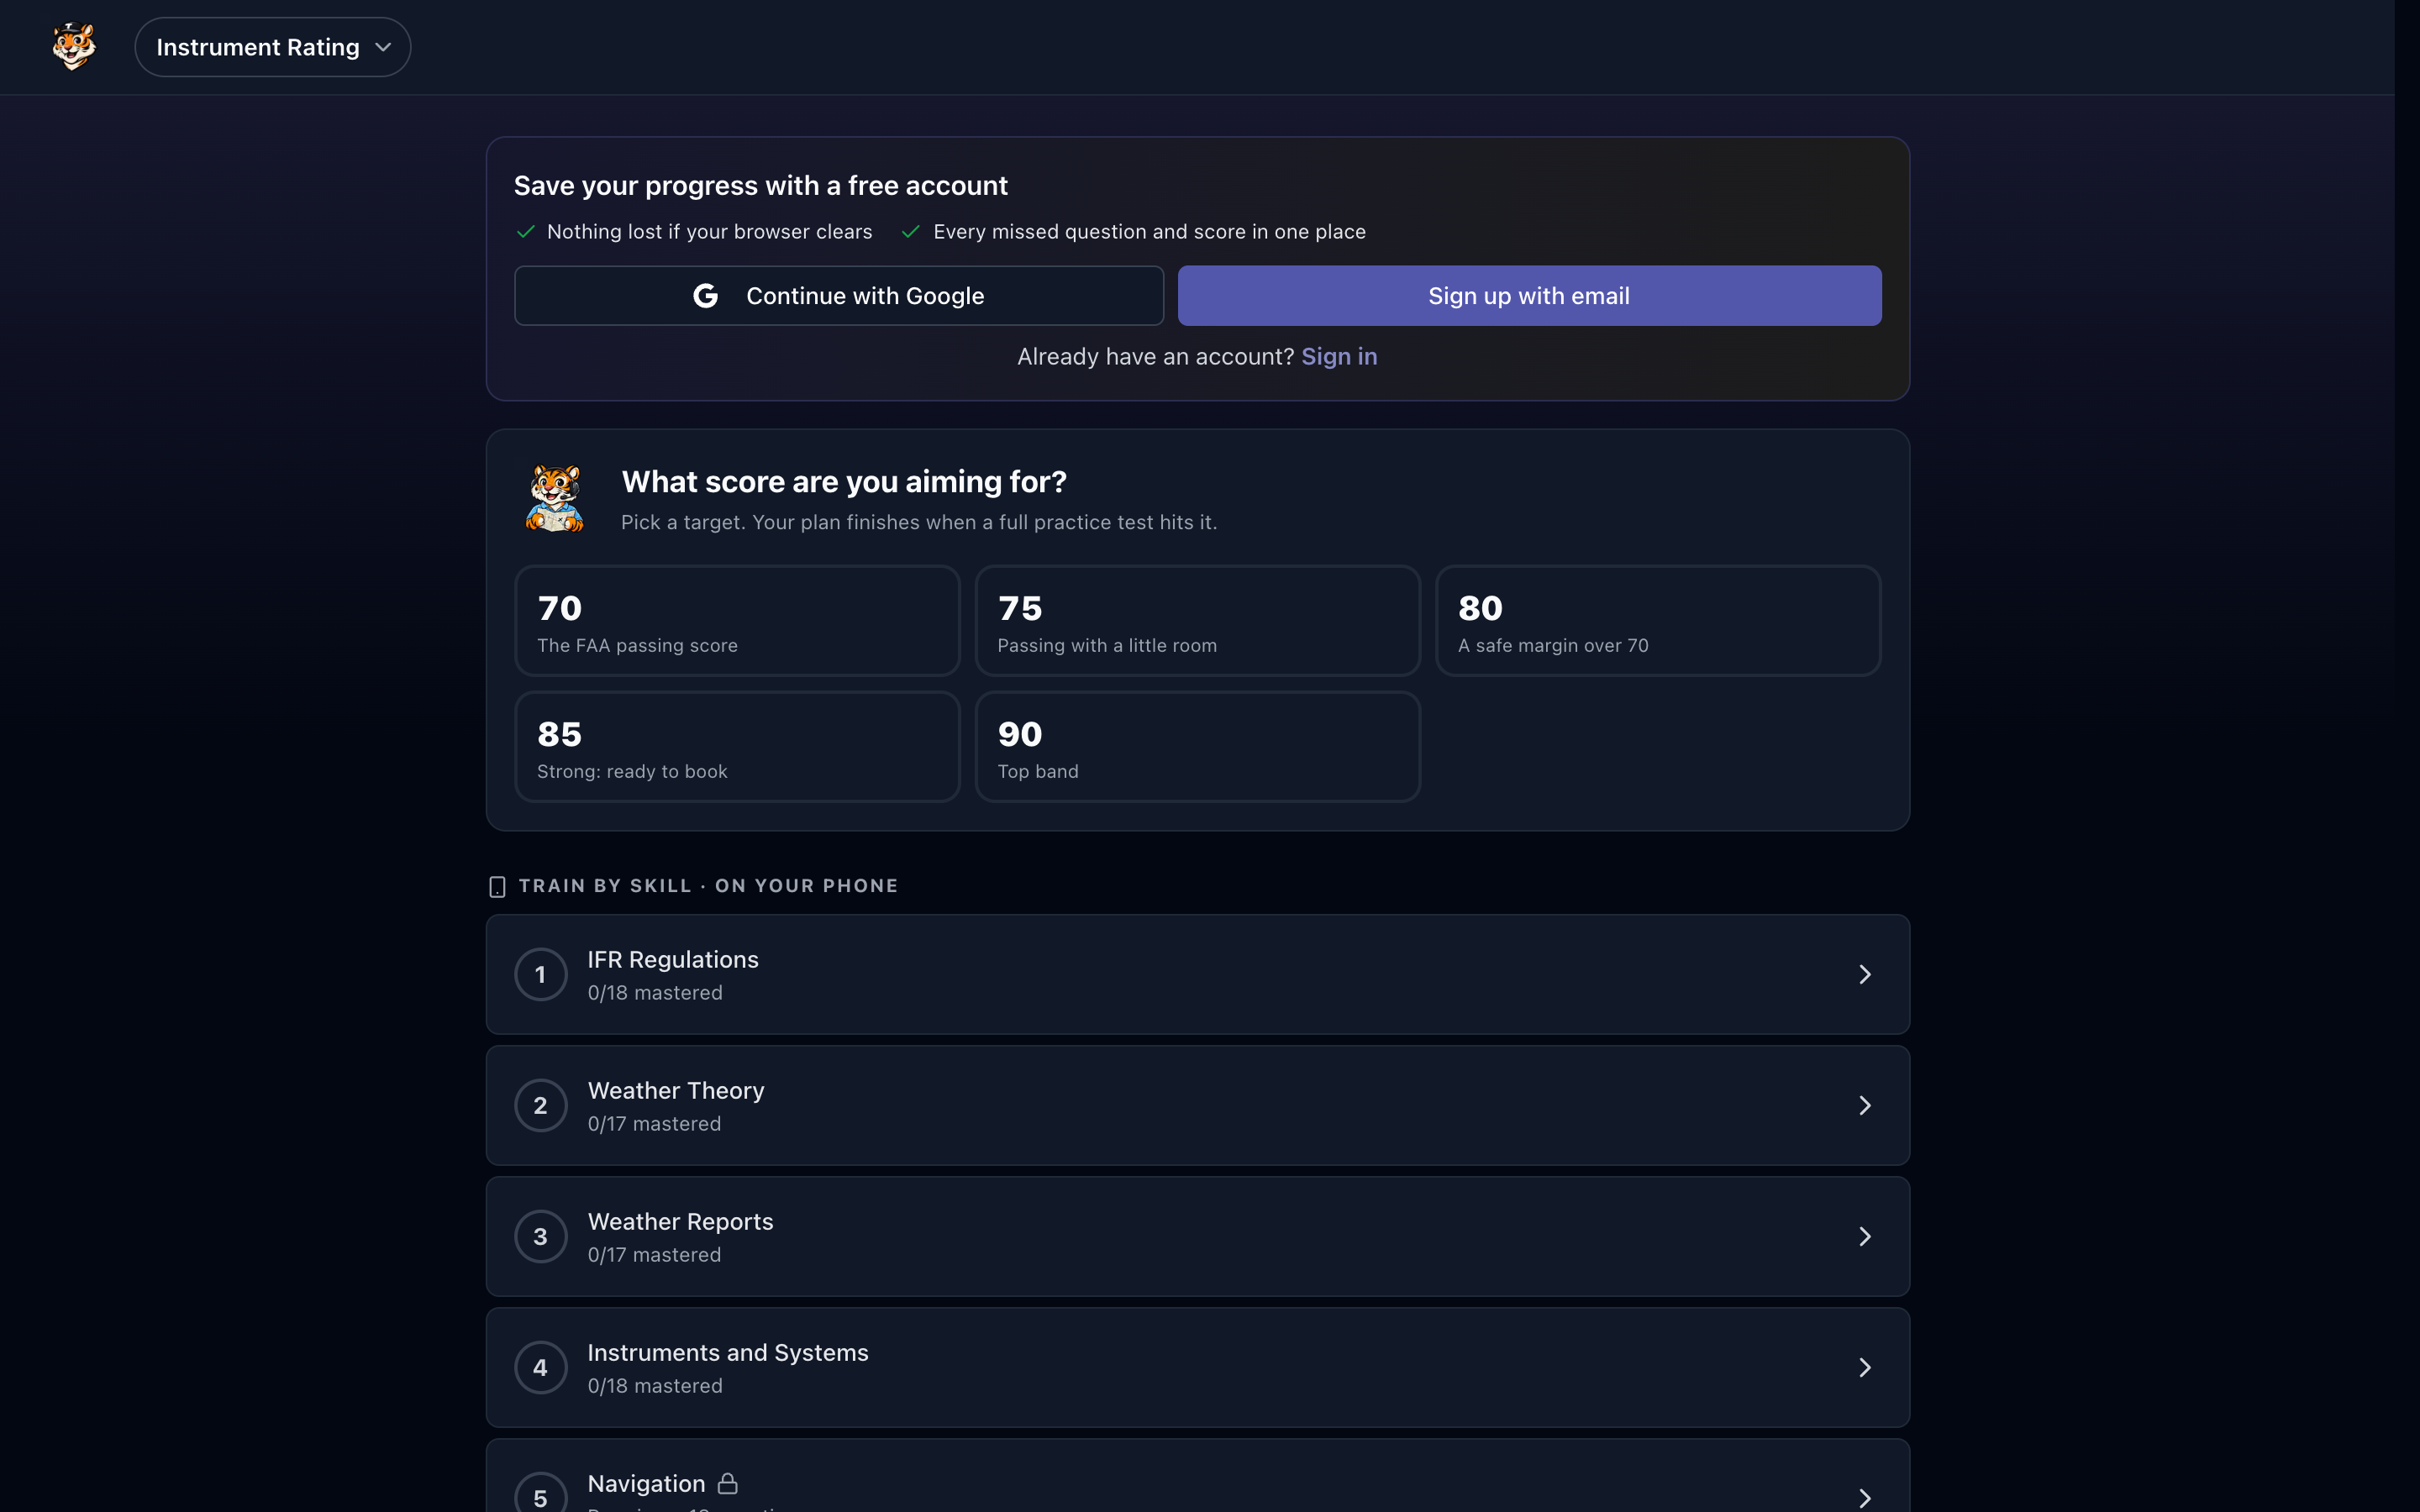 Instrument Rating
Save your progress with a free account
Nothing lost if your browser clears
Every missed question and score in one place
Continue with Google
Sign up with email
Already have an account? Sign in
What score are you aiming for?
Pick a target. Your plan finishes when a full practice test hits it.
70
The FAA passing score
75
Passing with a little room
80
A safe margin over 70
85
Strong: ready to book
90
Top band
TRAIN BY SKILL · ON YOUR PHONE
1
IFR Regulations
0/18 mastered
2
Weather Theory
0/17 mastered
3
Weather Reports
0/17 mastered
4
Instruments and Systems
0/18 mastered
5
Navigation